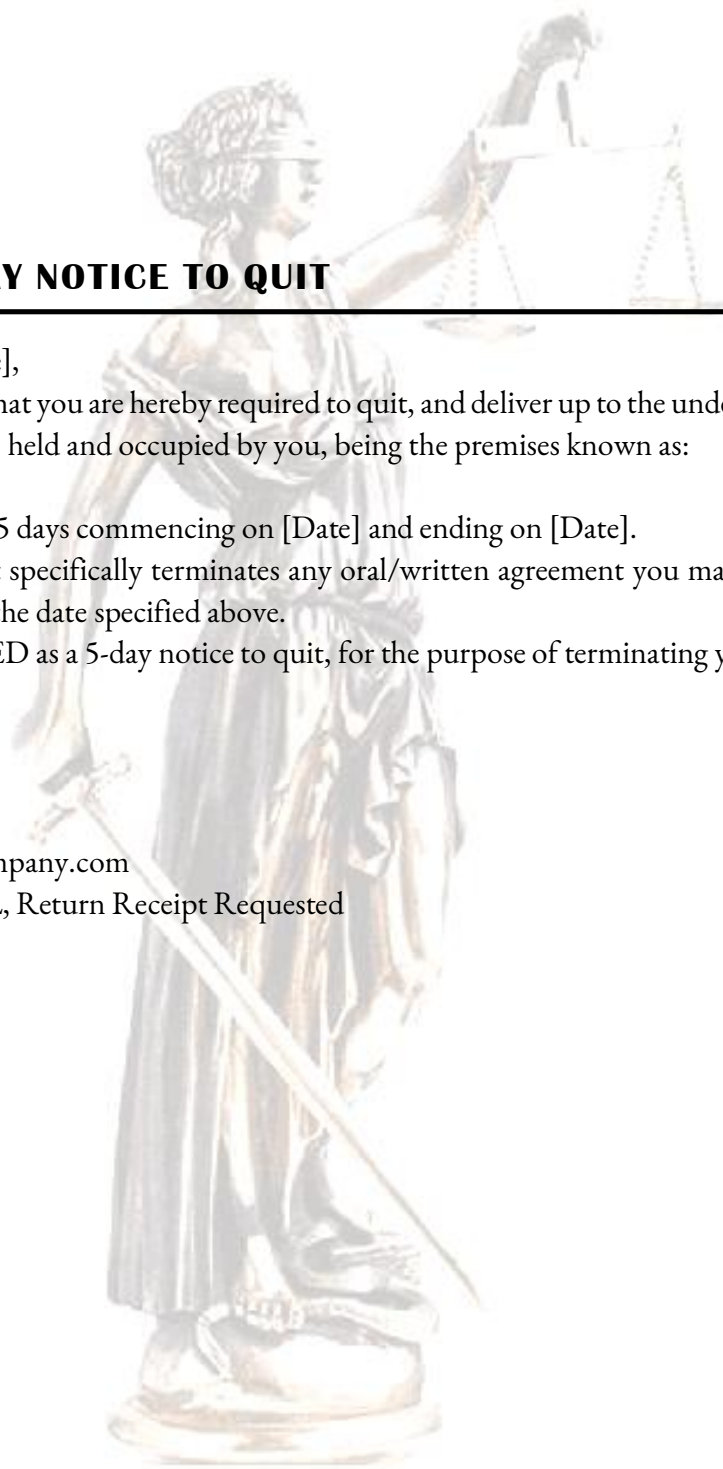 Y NOTICE TO QUIT
],
hat you are hereby required to quit, and deliver up to the und
held and occupied by you, being the premises known as:
5 days commencing on [Date] and ending on [Date].
specifically terminates any oral/written agreement you ma
the date specified above.
ED as a 5-day notice to quit, for the purpose of terminating y
mpany.com
, Return Receipt Requested